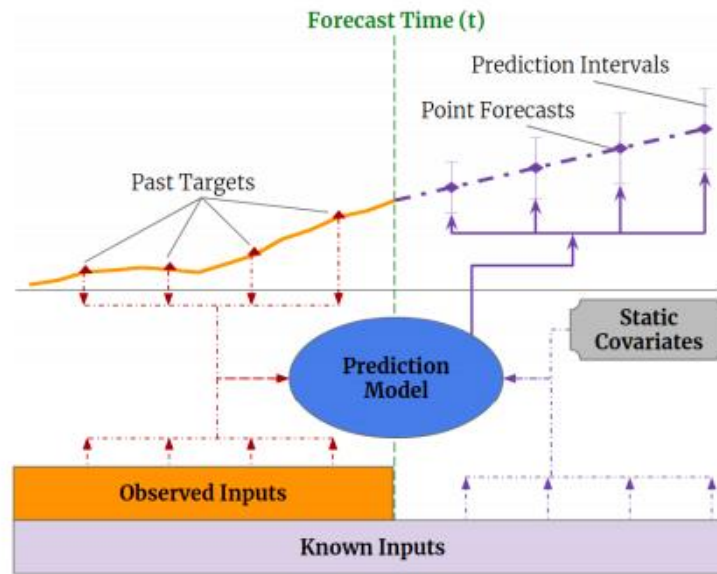 Forecast Time (t)
Prediction Intervals
Point Forecasts
Past Targets
Static
Covariates
Prediction
Model
Observed Inputs
Known Inputs